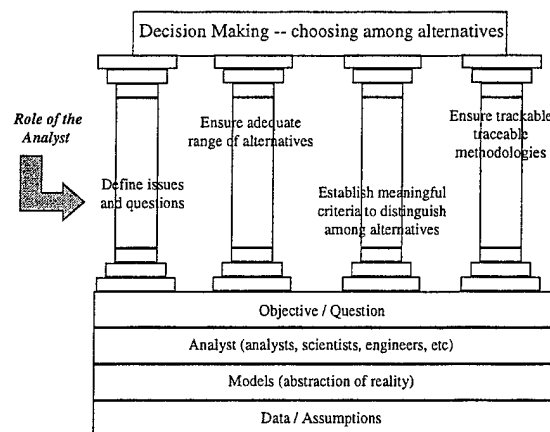 Decision Making -- choosing among alternatives
Role of the
Analyst
Define issues
and questions
Ensure adequate
range of alternatives
Establish meaningful
criteria to distinguish
among alternatives
Ensure trackable
traceable
methodologies
Objective / Question
Analyst (analysts, scientists, engineers, etc)
Models (abstraction of reality)
Data / Assumptions